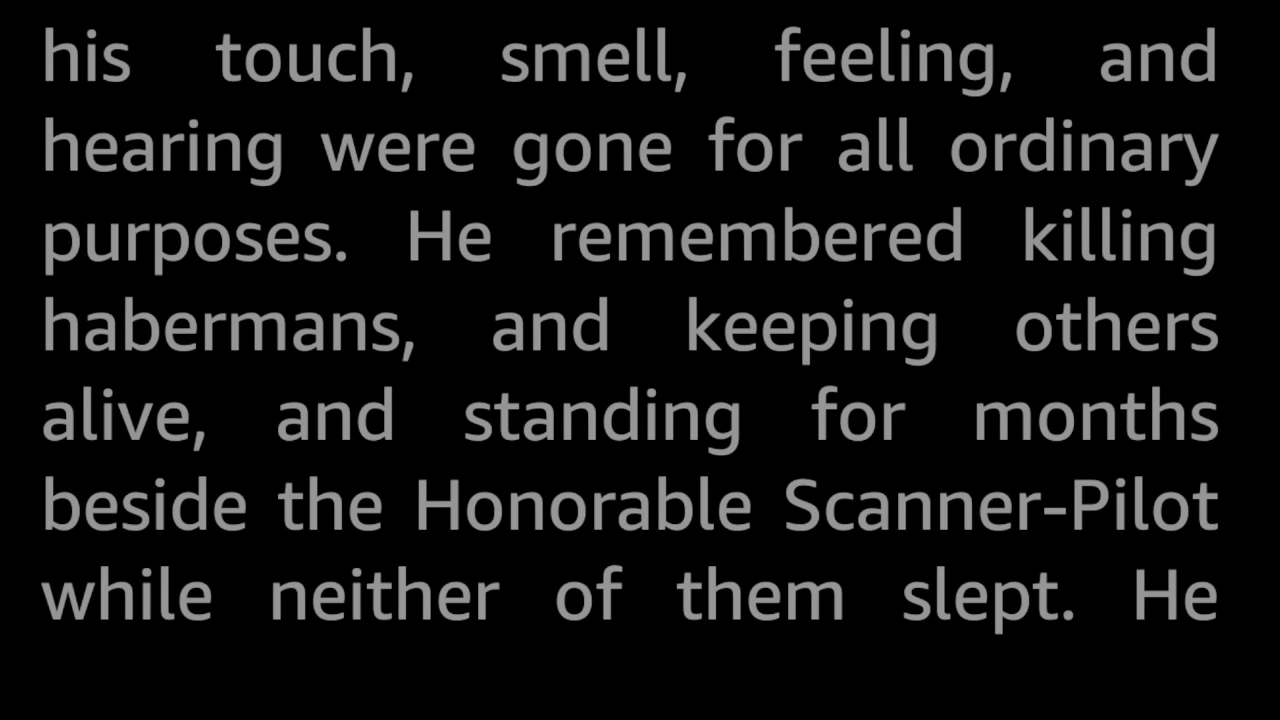 his touch, smell, feeling, and
hearing were gone for all ordinary
purposes. He remembered killing
habermans, and keeping others
alive, and standing for months
beside the Honorable Scanner-Pilot
while neither of them slept. He